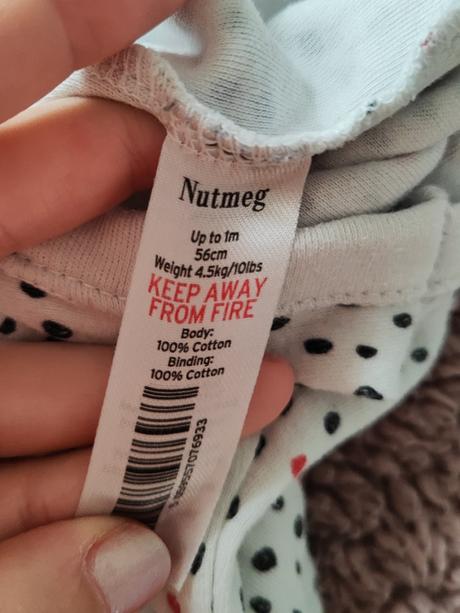 Nutmeg
Up to 1m
56cm
Weight 4.5kg/10lbs
KEEP AWAY
FROM FIRE
Body:
100% Cotton
Binding:
100% Cotton